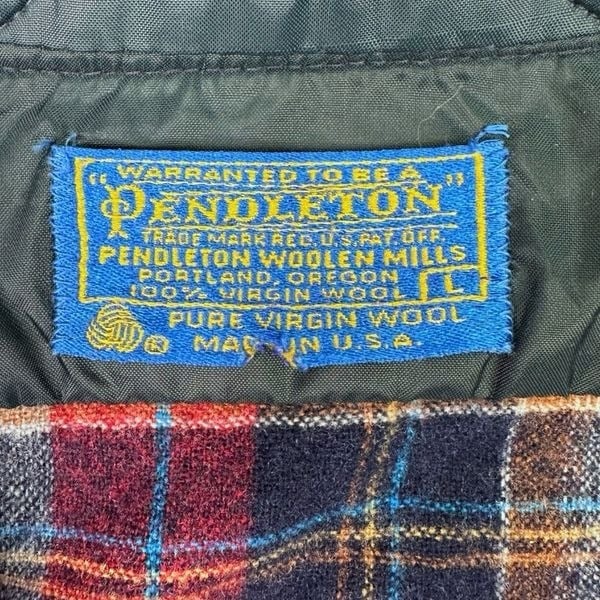 WARRANTED TO BE A
"PENDLETON"
TRADE MARK REG. U.S. PAT. OFF.
PENDLETON WOOLEN MILLS
PORTLAND, OREGON
100% VIRGIN WOOL L
PURE VIRGIN WOOL
® MADE IN U.S.A.